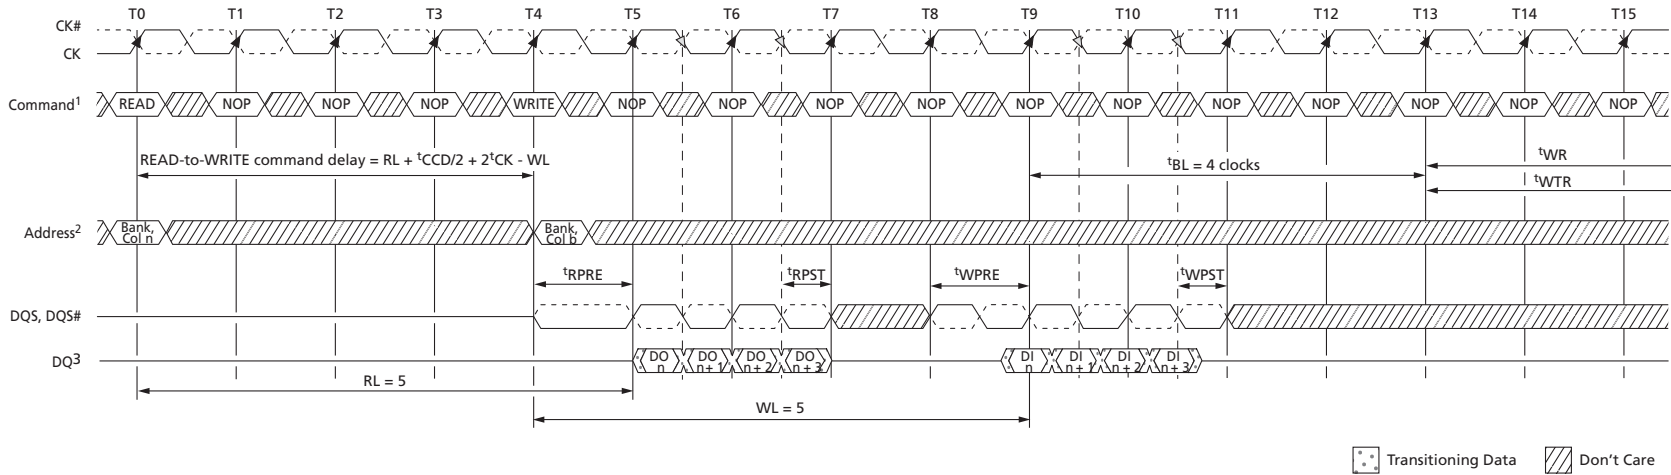 T0 T1 T2 T3 T4 T5 T6 T7 T8 T9 T10 T11 T12 T13 T14 T15
CK#
CK
Command1 READ NOP NOP NOP WRITE NOP NOP NOP NOP NOP NOP NOP NOP NOP NOP NOP
READ-to-WRITE command delay = RL + tCCD/2 + 2tCK - WL
tBL = 4 clocks
tWR
tWTR
Address2
Bank,
Col n
Bank,
Col b
tRPRE tRPST tWPRE tWPST
DQS, DQS#
DQ3
DO
n
DO
n + 1
DO
n + 2
DO
n + 3
DI
n
DI
n + 1
DI
n + 2
DI
n + 3
RL = 5
WL = 5
Transitioning Data Don't Care